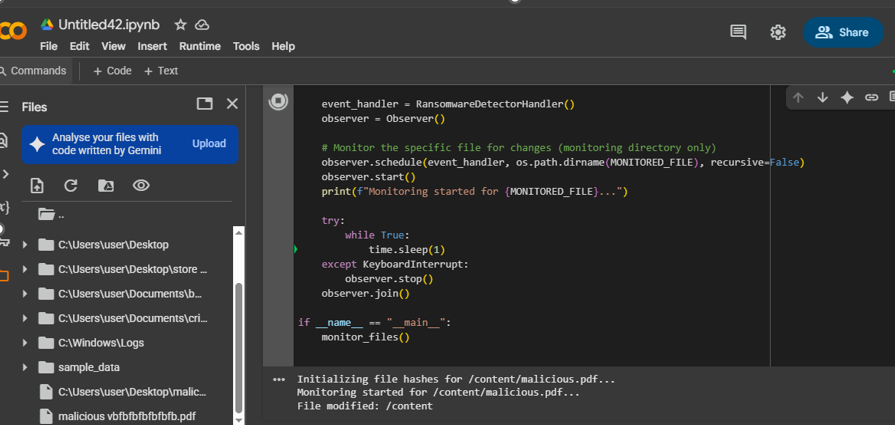 CO
Untitled42.ipynb
File Edit View Insert Runtime Tools Help
Share
Commands + Code + Text
Files
Analyse your files with
code written by Gemini
Upload
..
C:\Users\user\Desktop
C:\Users\user\Desktop\store ...
C:\Users\user\Documents\b...
C:\Users\user\Documents\cri...
C:\Windows\Logs
sample_data
C:\Users\user\Desktop\malic...
malicious vbfbfbfbfbfbfb.pdf
event_handler = RansomwareDetectorHandler()
observer = Observer()
# Monitor the specific file for changes (monitoring directory only)
observer.schedule(event_handler, os.path.dirname(MONITORED_FILE), recursive=False)
observer.start()
print(f"Monitoring started for {MONITORED_FILE}...")
try:
while True:
time.sleep(1)
except KeyboardInterrupt:
observer.stop()
observer.join()
if __name__ == "__main__":
monitor_files()
Initializing file hashes for /content/malicious.pdf...
Monitoring started for /content/malicious.pdf...
File modified: /content